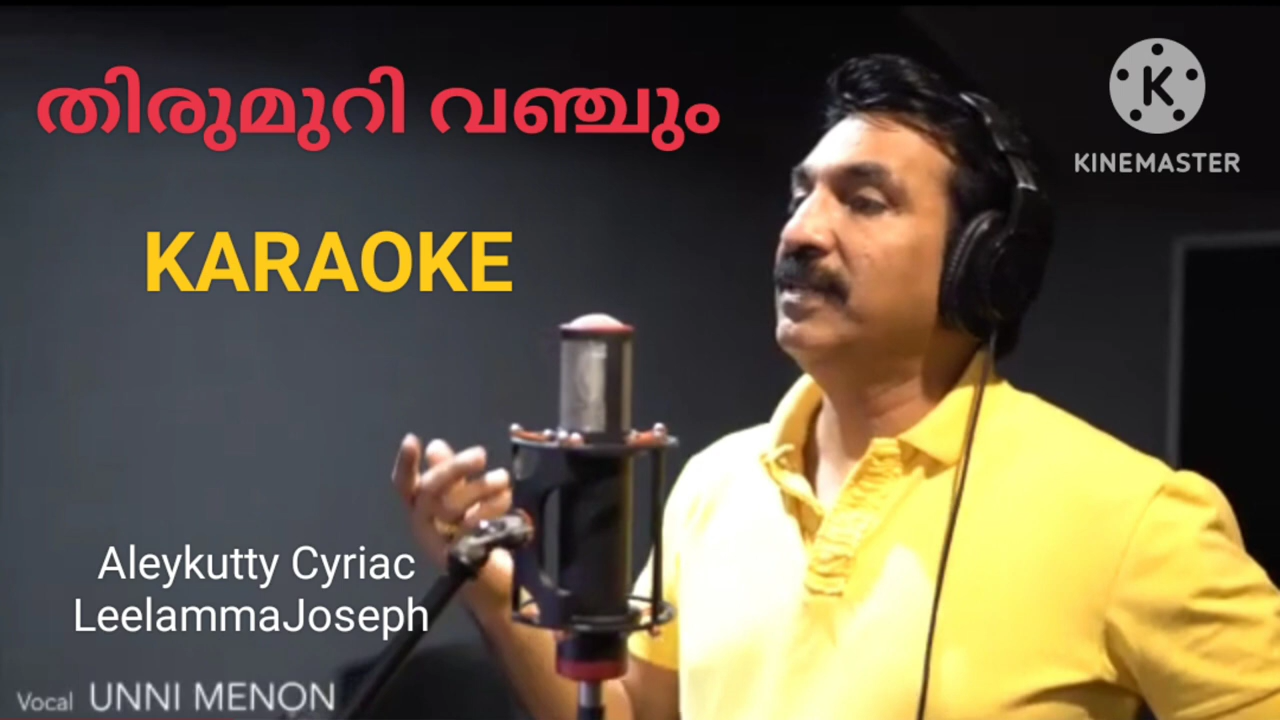 തിരുമുറി വഞ്ചും
KARAOKE
K
KINEMASTER
Aleykutty Cyriac
LeelammaJoseph
Vocal UNNI MENON